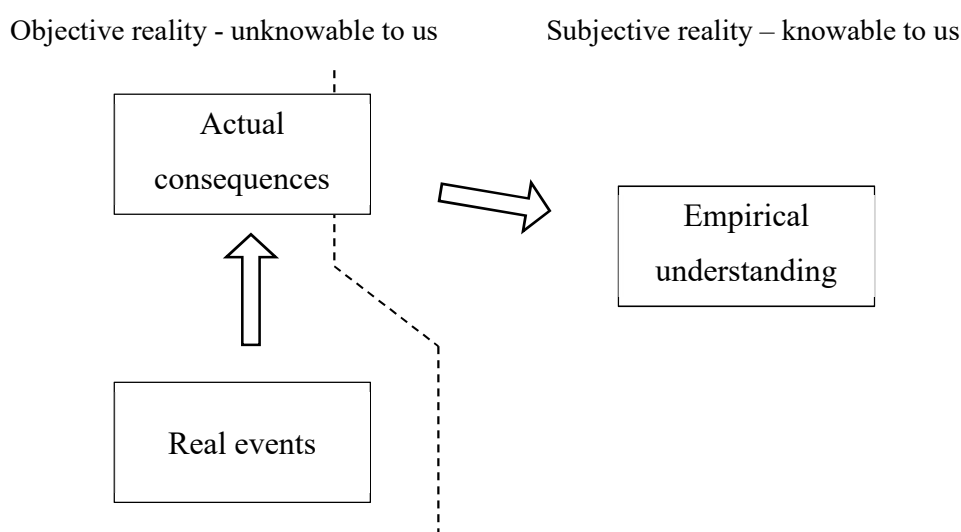 Objective reality - unknowable to us
Subjective reality – knowable to us
Actual
consequences
Empirical
understanding
Real events